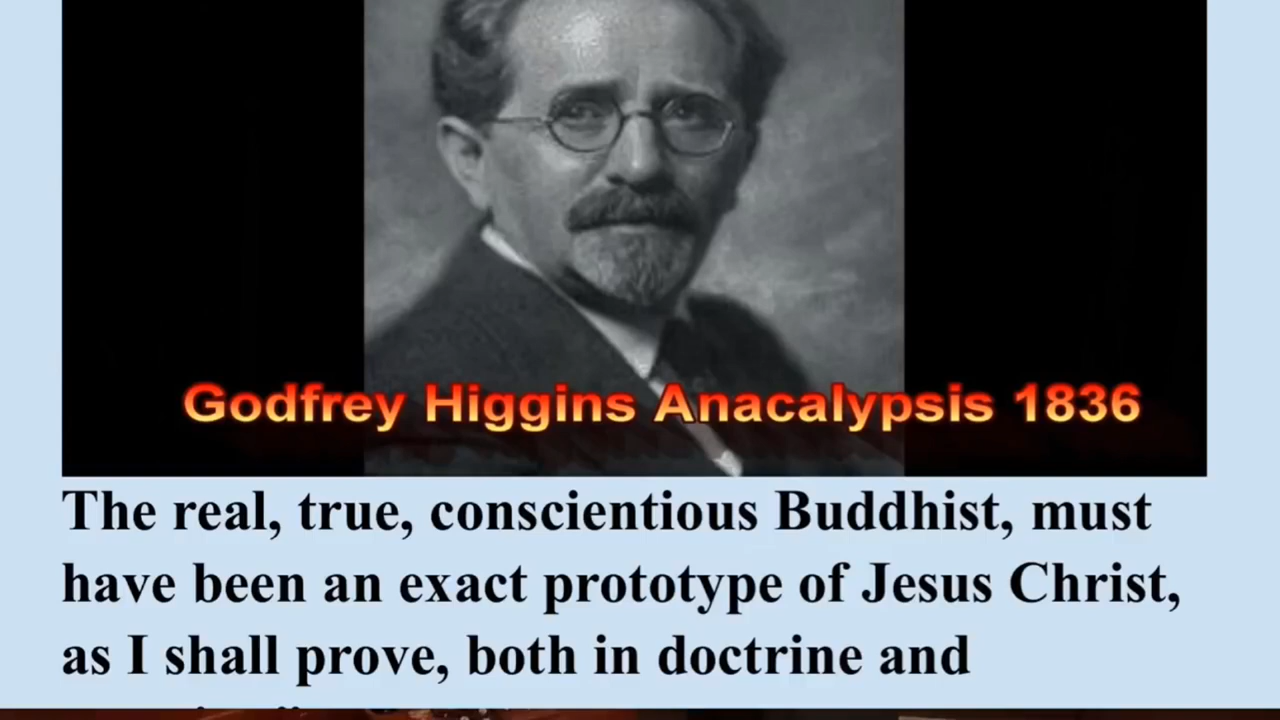 Godfrey Higgins Anacalypsis 1836
The real, true, conscientious Buddhist, must
have been an exact prototype of Jesus Christ,
as I shall prove, both in doctrine and